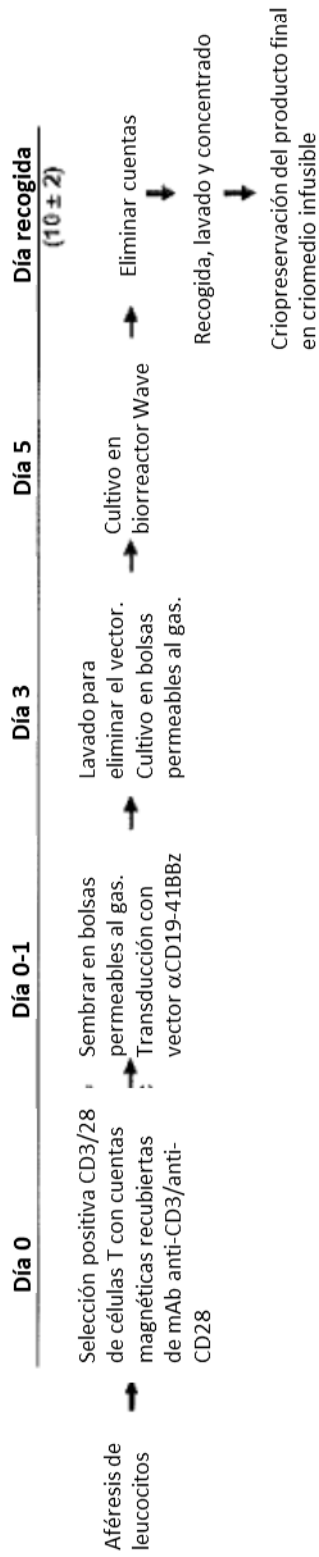 Día 0
Día 0-1
Día 3
Día 5
Día recogida
(10 ± 2)
Aféresis de
leucocitos
Selección positiva CD3/28
de células T con cuentas
magnéticas recubiertas
de mAb anti-CD3/anti-
CD28
Sembrar en bolsas
permeables al gas.
Transducción con
vector αCD19-41BBz
Lavado para
eliminar el vector.
Cultivo en bolsas
permeables al gas.
Cultivo en
biorreactor Wave
Eliminar cuentas
Recogida, lavado y concentrado
Criopreservación del producto final
en criomedio infusible